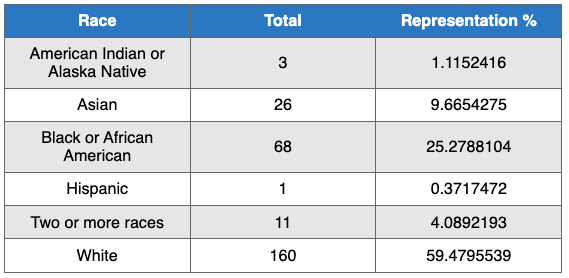 Race Total Representation %
American Indian or
Alaska Native 3 1.1152416
Asian 26 9.6654275
Black or African
American 68 25.2788104
Hispanic 1 0.3717472
Two or more races 11 4.0892193
White 160 59.4795539